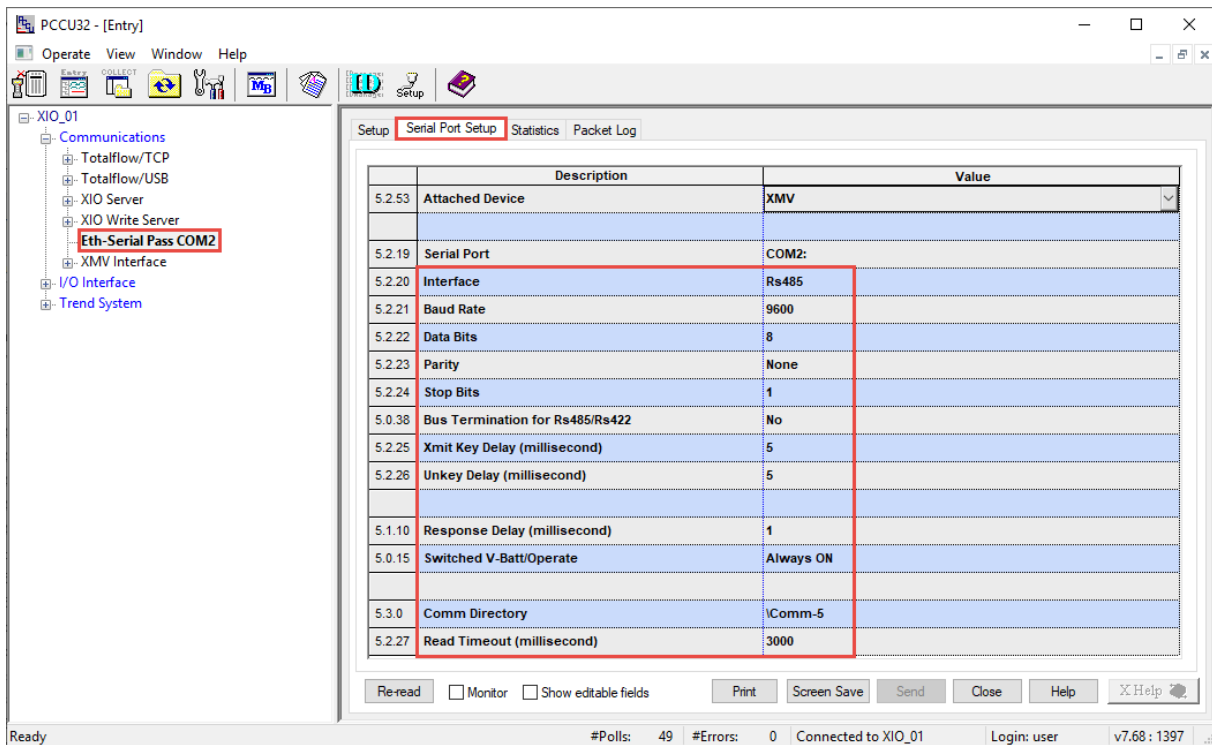 PCCU32 - [Entry]
Operate View Window Help
Entry COLLECT MB Setup
XIO_01
Communications
Totalflow/TCP
Totalflow/USB
XIO Server
XIO Write Server
Eth-Serial Pass COM2
XMV Interface
I/O Interface
Trend System
Setup Serial Port Setup Statistics Packet Log
Description Value
5.2.53 Attached Device XMV
5.2.19 Serial Port COM2:
5.2.20 Interface Rs485
5.2.21 Baud Rate 9600
5.2.22 Data Bits 8
5.2.23 Parity None
5.2.24 Stop Bits 1
5.0.38 Bus Termination for Rs485/Rs422 No
5.2.25 Xmit Key Delay (millisecond) 5
5.2.26 Unkey Delay (millisecond) 5
5.1.10 Response Delay (millisecond) 1
5.0.15 Switched V-Batt/Operate Always ON
5.3.0 Comm Directory \Comm-5
5.2.27 Read Timeout (millisecond) 3000
Re-read Monitor Show editable fields Print Screen Save Send Close Help X Help
Ready #Polls: 49 #Errors: 0 Connected to XIO_01 Login: user v7.68 : 1397